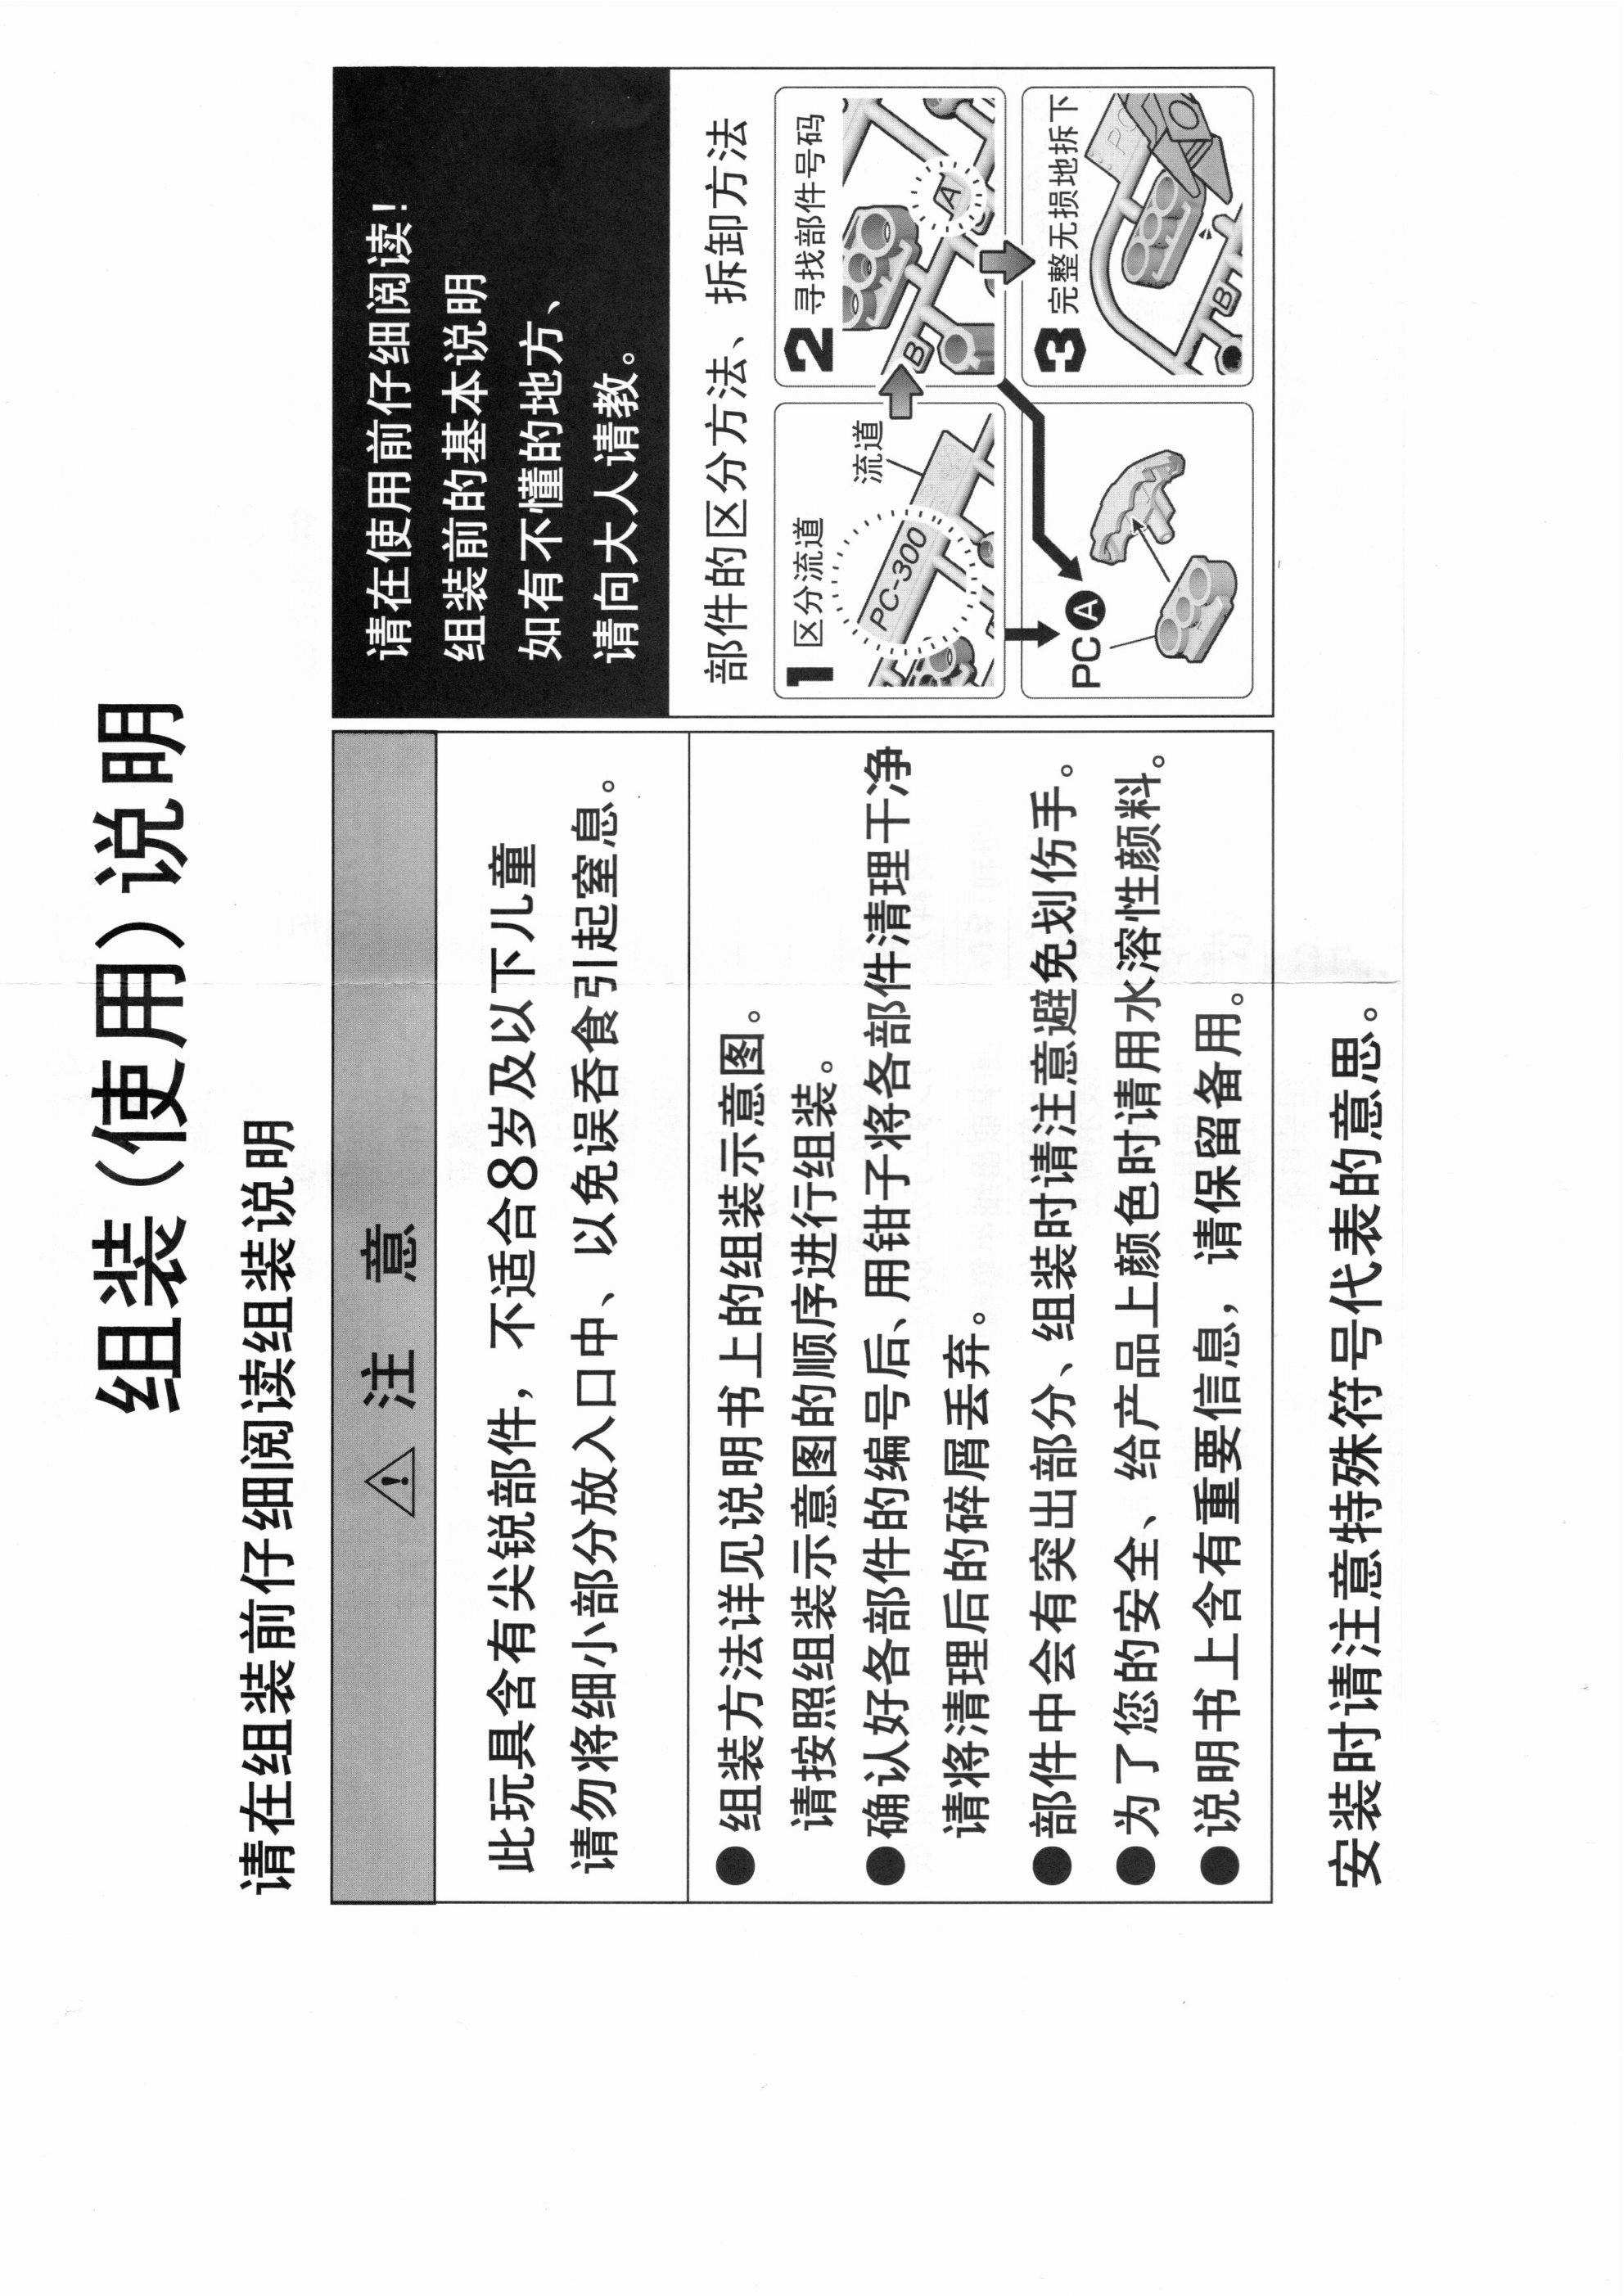 组装（使用）说明
请在组装前仔细阅读组装说明
注 意
此玩具含有尖锐部件，不适合8岁及以下儿童
请勿将细小部分放入口中、以免误吞食引起窒息。
●组装方法详见说明书上的组装示意图。
请按照组装示意图的顺序进行组装。
●确认好各部件的编号后、用钳子将各部件清理干净
请将清理后的碎屑丢弃。
●部件中会有突出部分、组装时请注意避免划伤手。
●为了您的安全、给产品上颜色时请用水溶性颜料。
●说明书上含有重要信息，请保留备用。
请在使用前仔细阅读！
组装前的基本说明
如有不懂的地方、
请向大人请教。
部件的区分方法、拆卸方法
1 区分流道
流道
PC-300
2 寻找部件号码
A
B
PC A
3 完整无损地拆下
PC
B
安装时请注意特殊符号代表的意思。